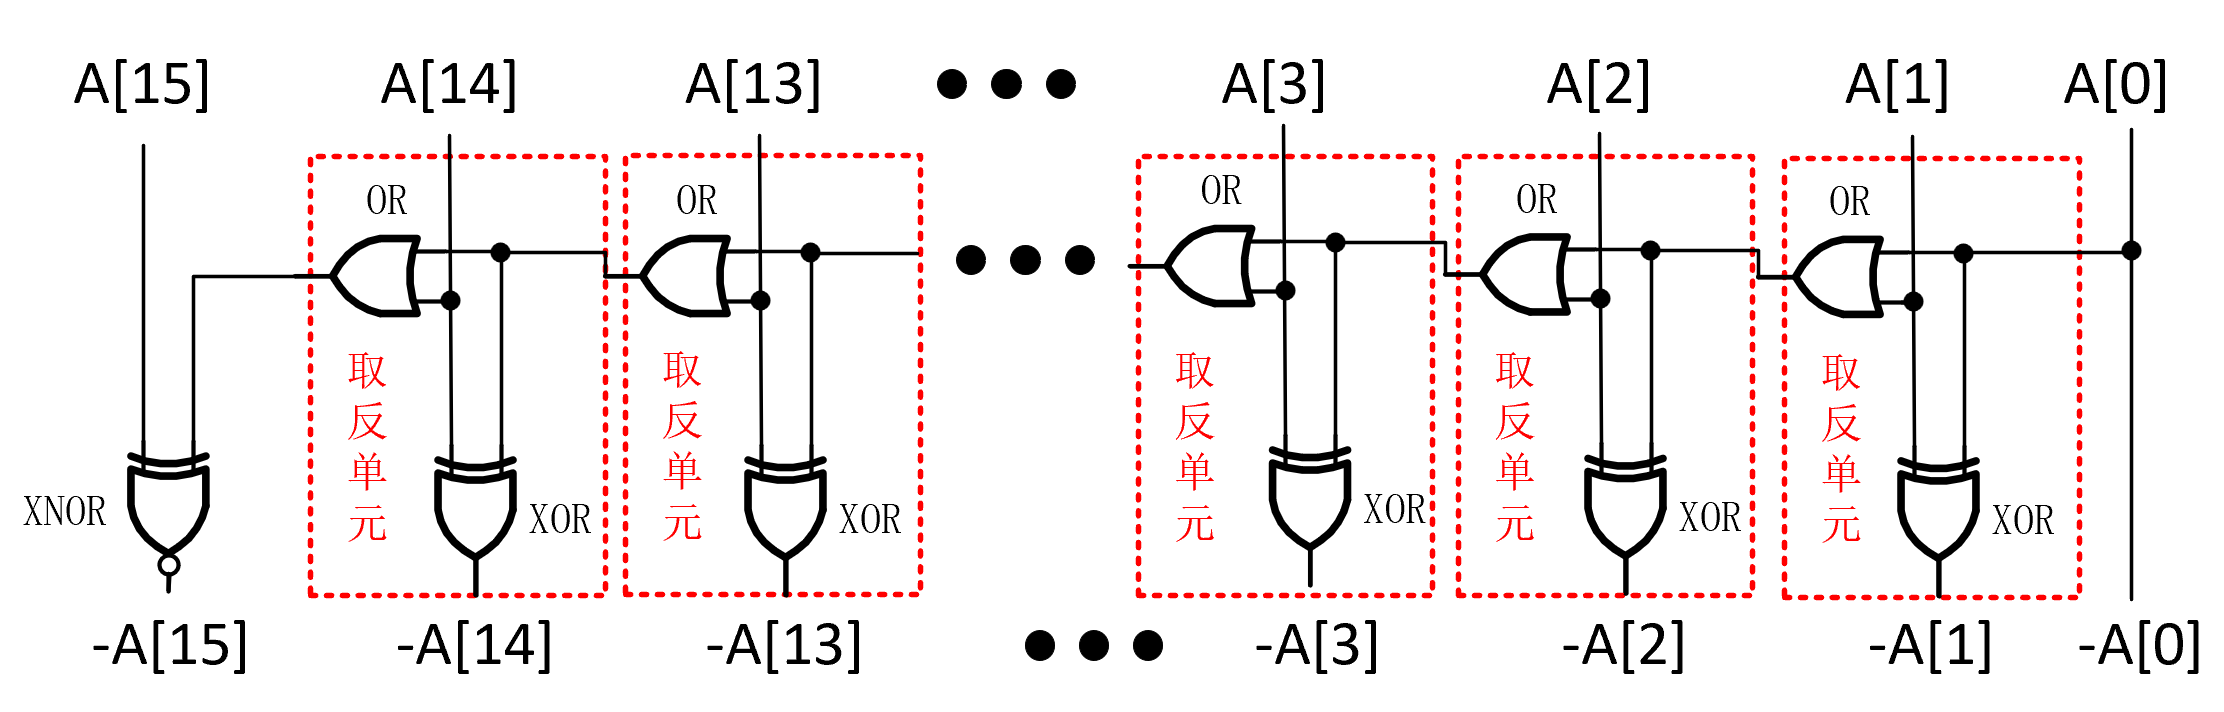 A[15] A[14] A[13] A[3] A[2] A[1] A[0]
OR OR OR OR OR
取反单元 取反单元 取反单元 取反单元 取反单元
XNOR XOR XOR XOR XOR XOR
-A[15] -A[14] -A[13] -A[3] -A[2] -A[1] -A[0]